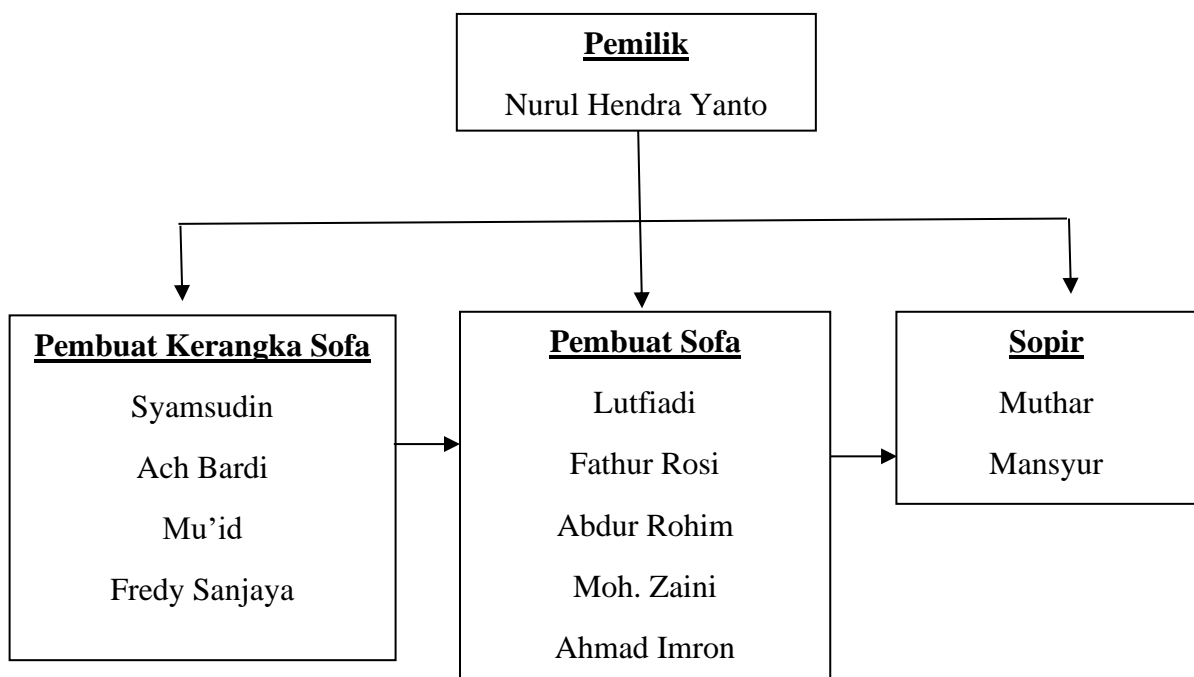 Pemilik
Nurul Hendra Yanto
Pembuat Kerangka Sofa
Syamsudin
Ach Bardi
Mu’id
Fredy Sanjaya
Pembuat Sofa
Lutfiadi
Fathur Rosi
Abdur Rohim
Moh. Zaini
Ahmad Imron
Sopir
Muthar
Mansyur